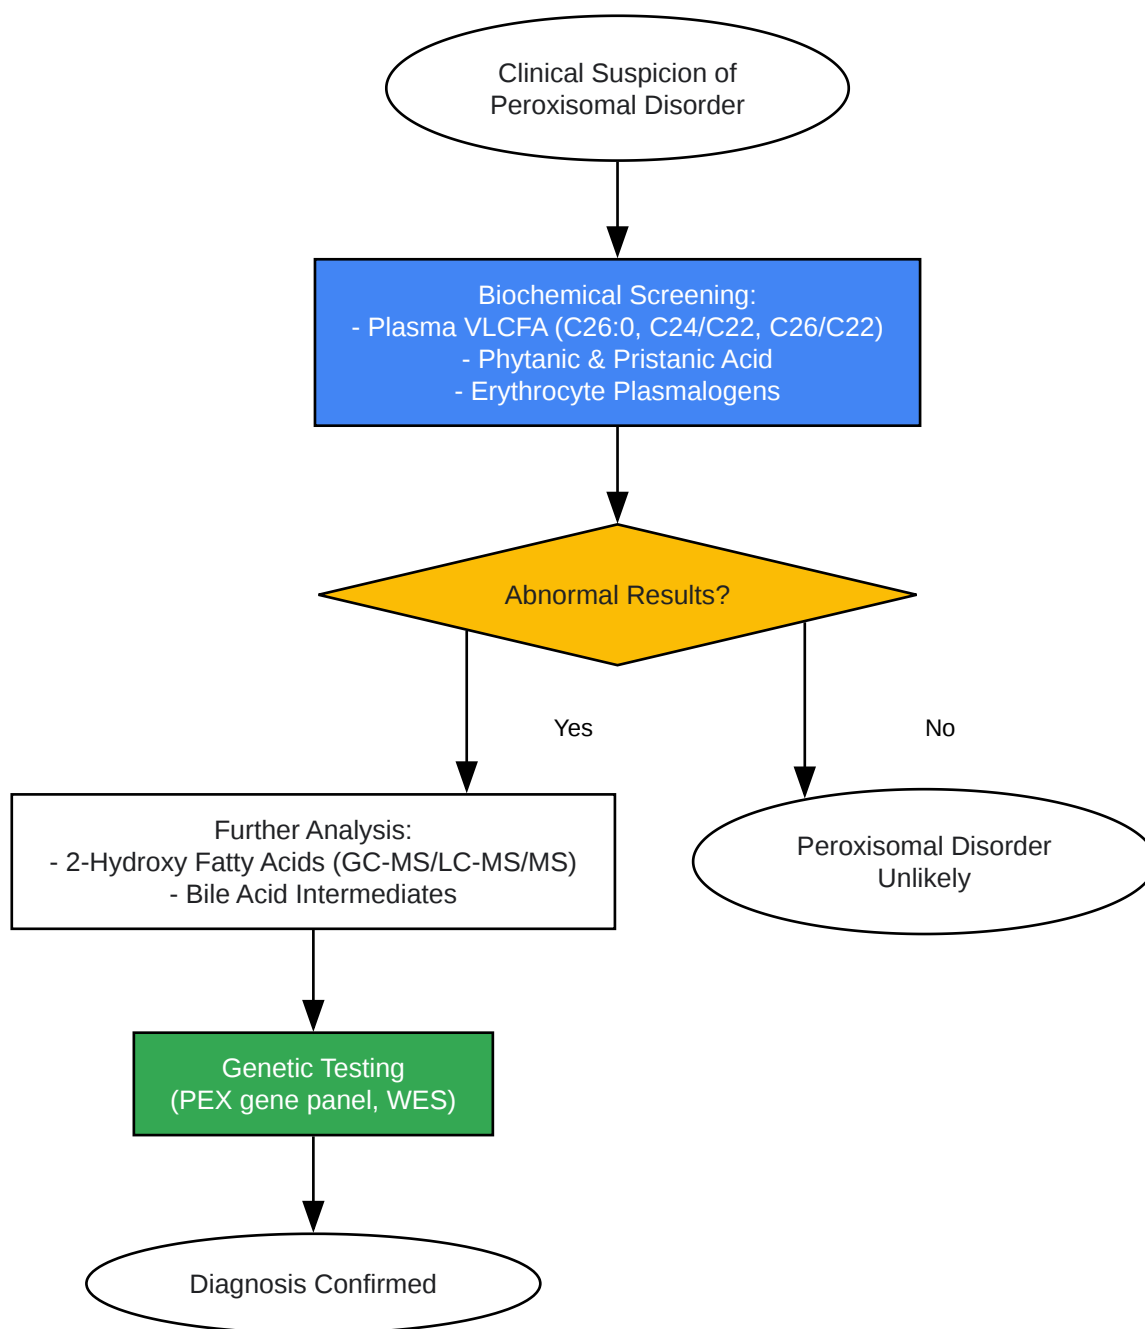 Clinical Suspicion of
Peroxisomal Disorder
Biochemical Screening:
- Plasma VLCFA (C26:0, C24/C22, C26/C22)
- Phytanic & Pristanic Acid
- Erythrocyte Plasmalogens
Abnormal Results?
Yes
No
Further Analysis:
- 2-Hydroxy Fatty Acids (GC-MS/LC-MS/MS)
- Bile Acid Intermediates
Peroxisomal Disorder
Unlikely
Genetic Testing
(PEX gene panel, WES)
Diagnosis Confirmed